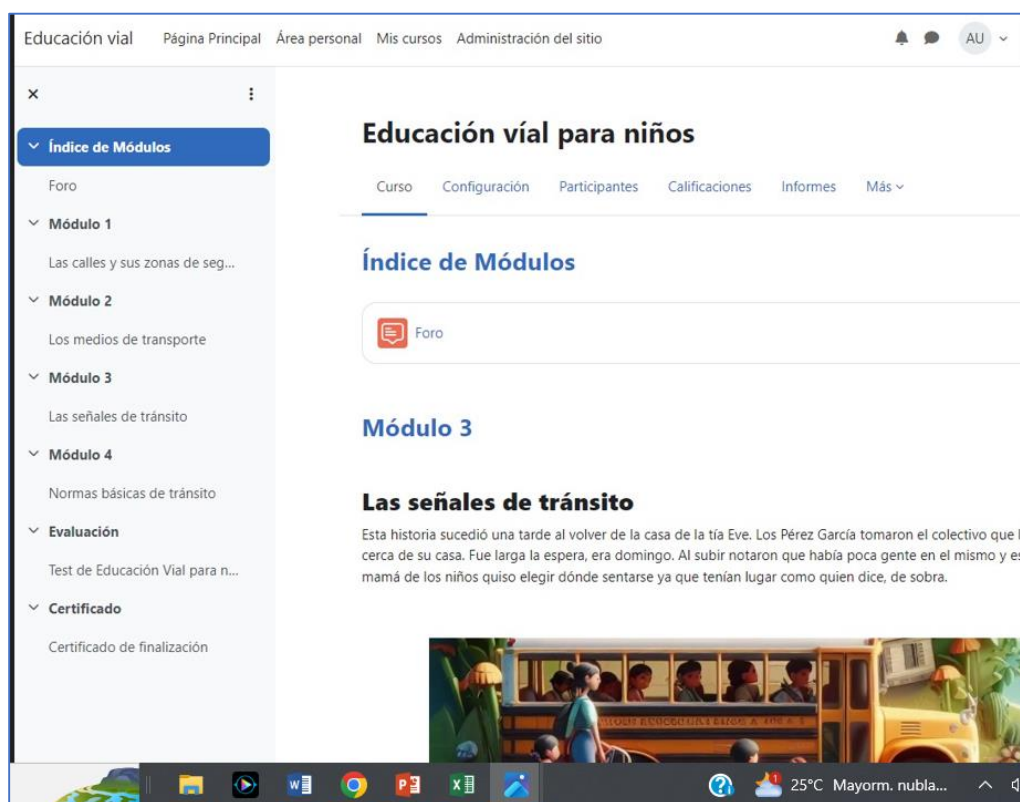 Educación vial Página Principal Área personal Mis cursos Administración del sitio AU
Índice de Módulos
Foro
Módulo 1
Las calles y sus zonas de seg...
Módulo 2
Los medios de transporte
Módulo 3
Las señales de tránsito
Módulo 4
Normas básicas de tránsito
Evaluación
Test de Educación Vial para n...
Certificado
Certificado de finalización
Educación víal para niños
Curso Configuración Participantes Calificaciones Informes Más
Índice de Módulos
Foro
Módulo 3
Las señales de tránsito
Esta historia sucedió una tarde al volver de la casa de la tía Eve. Los Pérez García tomaron el colectivo que
cerca de su casa. Fue larga la espera, era domingo. Al subir notaron que había poca gente en el mismo y
mamá de los niños quiso elegir dónde sentarse ya que tenían lugar como quien dice, de sobra.
1 25°C Mayorm. nubla...